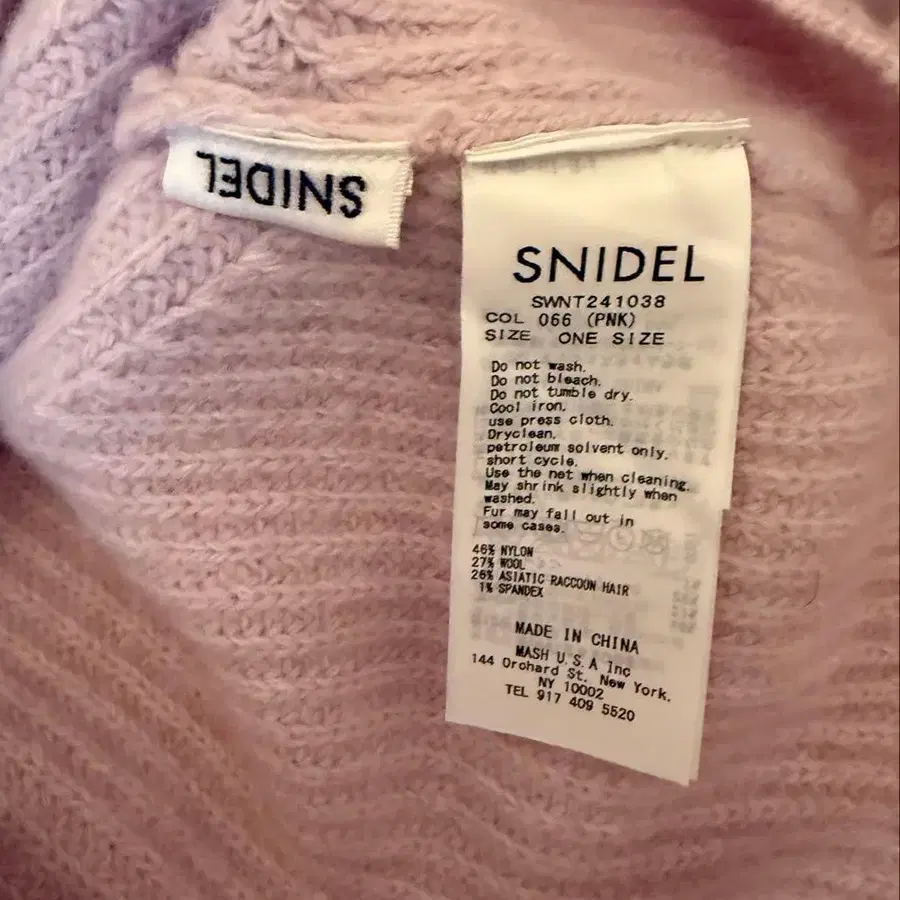 SNIDEL
SNIDEL
SWNT241038
COL 066 (PNK)
SIZE ONE SIZE
Do not wash.
Do not bleach.
Do not tumble dry.
Cool iron.
use press cloth.
Dryclean.
petroleum solvent only.
short cycle.
Use the net when cleaning.
May shrink slightly when
washed.
Fur may fall out in
some cases.
46% NYLON
27% WOOL
26% ASIATIC RACCOON HAIR
1% SPANDEX
MADE IN CHINA
MASH U.S.A Inc
144 Orchard St. New York.
NY 10002
TEL 917 409 5520